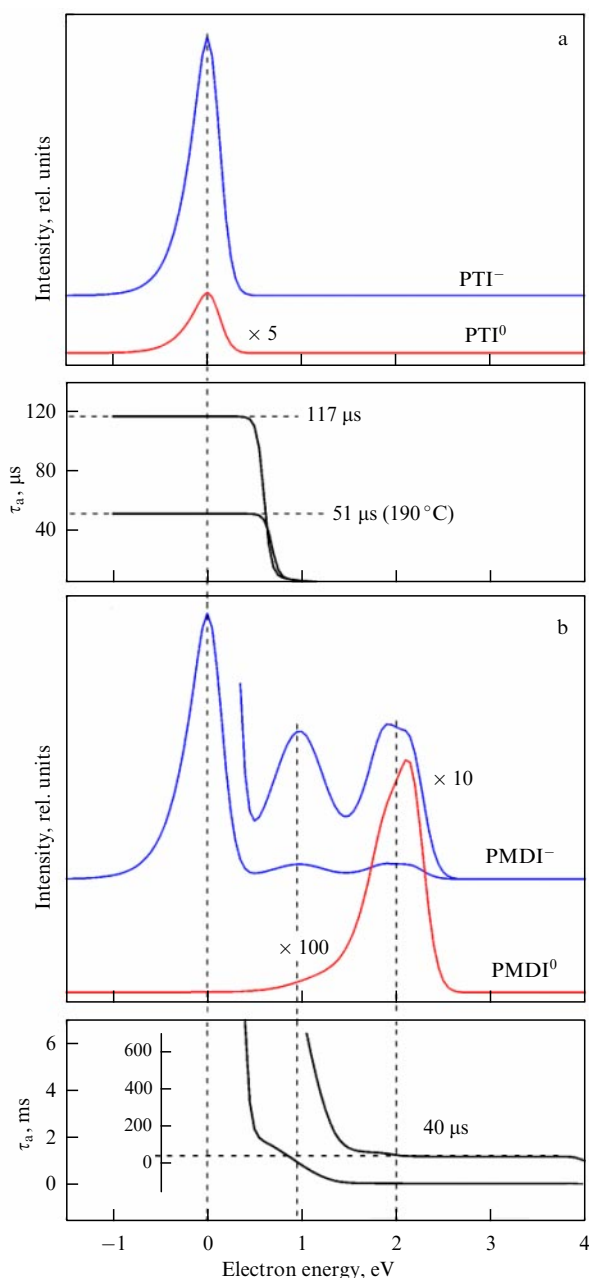 a
Intensity, rel. units
PTI⁻
× 5
PTI⁰
120
80
40
τₐ, μs
117 μs
51 μs (190 °C)
b
Intensity, rel. units
× 10
PMDI⁻
× 100
PMDI⁰
6
4
2
0
τₐ, ms
600
400
200
0
40 μs
−1 0 1 2 3 4
Electron energy, eV